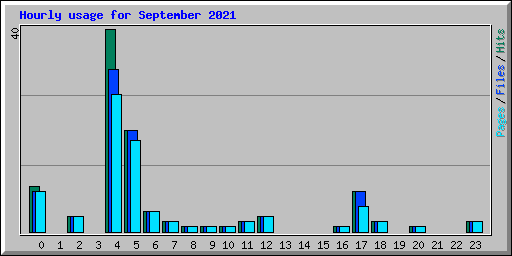 Hourly usage for September 2021
40
Pages/Files/Hits
0 1 2 3 4 5 6 7 8 9 10 11 12 13 14 15 16 17 18 19 20 21 22 23